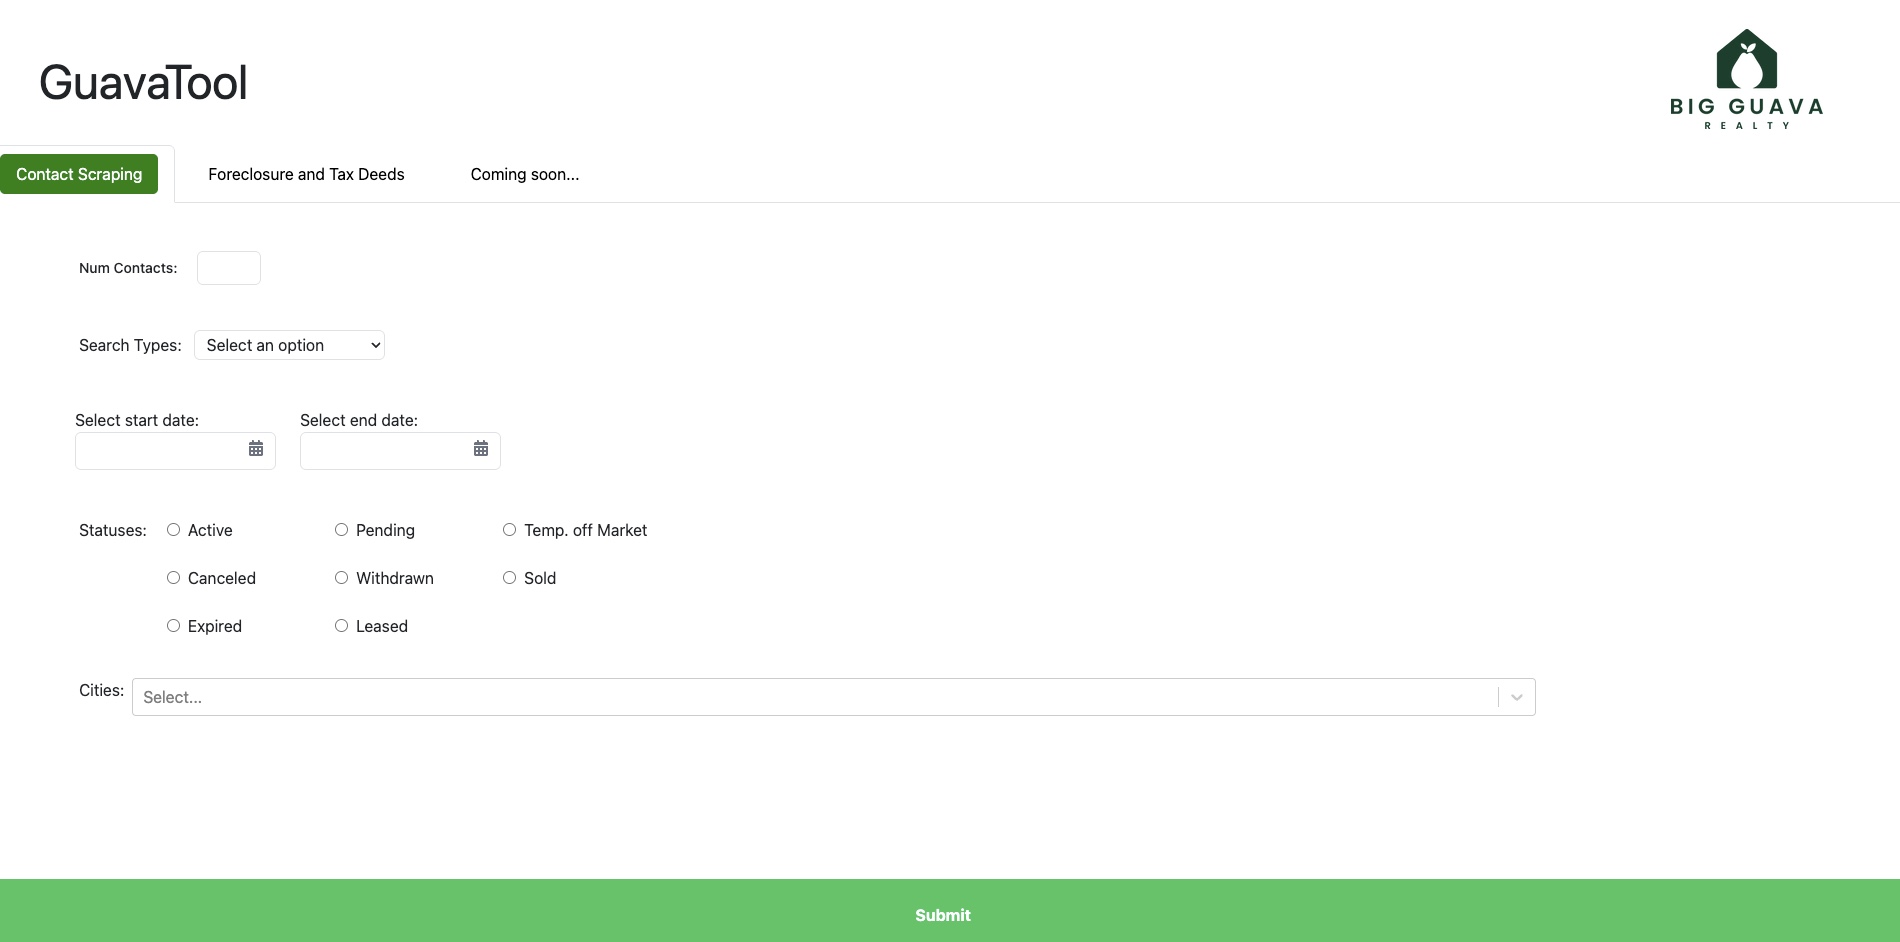 GuavaTool
BIG GUAVA
REALTY
Contact Scraping
Foreclosure and Tax Deeds
Coming soon...
Num Contacts:
Search Types:
Select an option
Select start date:
Select end date:
Statuses:
Active
Pending
Temp. off Market
Canceled
Withdrawn
Sold
Expired
Leased
Cities:
Select...
Submit